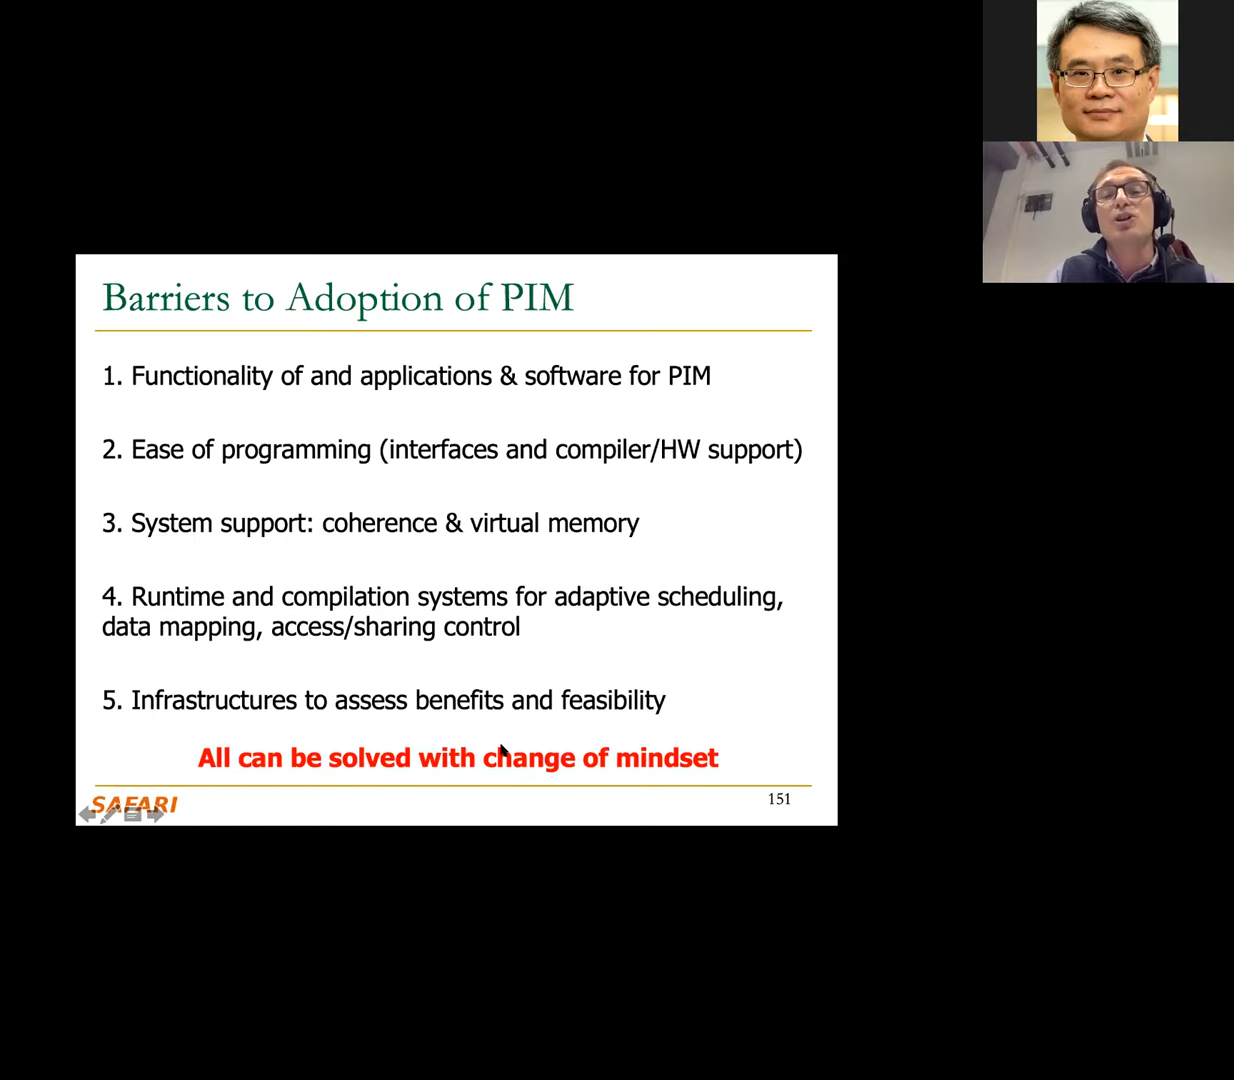 Barriers to Adoption of PIM
1. Functionality of and applications & software for PIM
2. Ease of programming (interfaces and compiler/HW support)
3. System support: coherence & virtual memory
4. Runtime and compilation systems for adaptive scheduling,
data mapping, access/sharing control
5. Infrastructures to assess benefits and feasibility
All can be solved with change of mindset
SAFARI
151